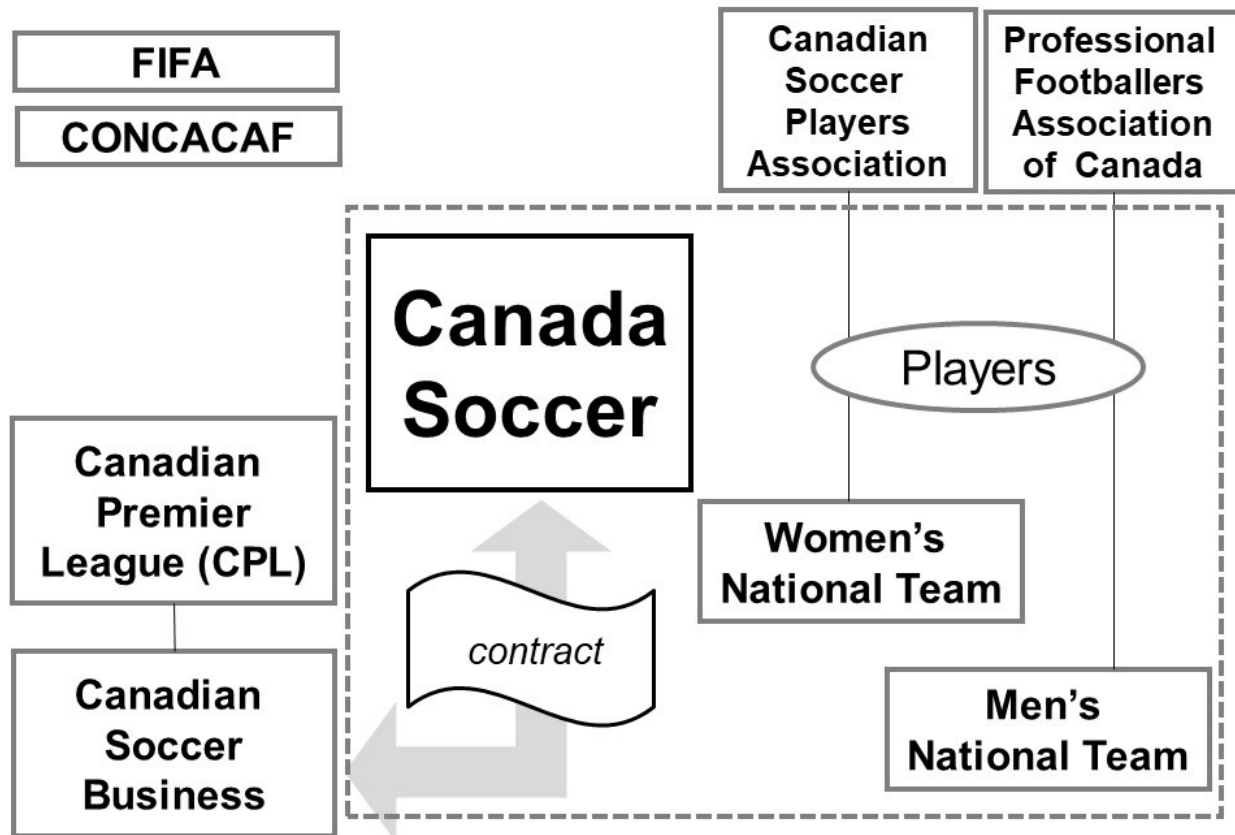 FIFA
CONCACAF
Canadian
Soccer
Players
Association
Professional
Footballers
Association
of Canada
Canada
Soccer
Players
Canadian
Premier
League (CPL)
Women’s
National Team
contract
Canadian
Soccer
Business
Men’s
National Team